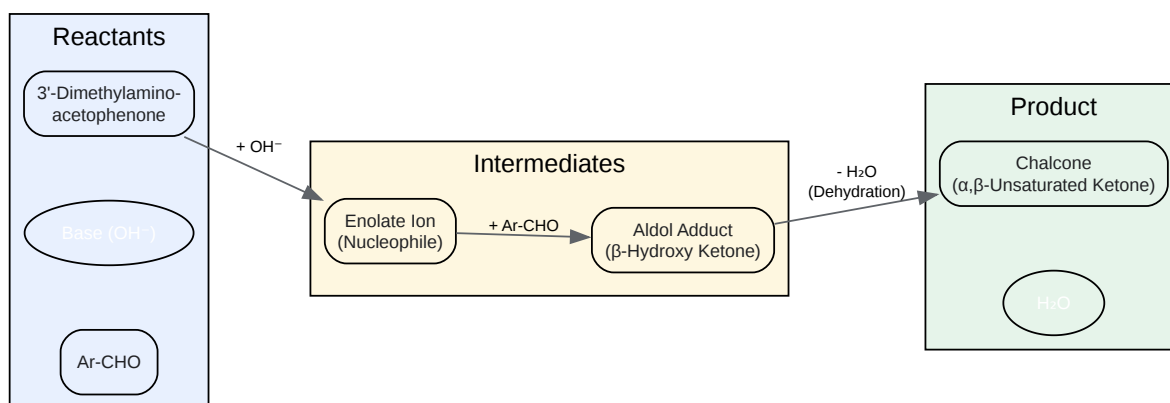 Reactants
3'-Dimethylamino-
acetophenone
Base (OH⁻)
Ar-CHO
+ OH⁻
Intermediates
Enolate Ion
(Nucleophile)
+ Ar-CHO
Aldol Adduct
(β-Hydroxy Ketone)
- H₂O
(Dehydration)
Product
Chalcone
(α,β-Unsaturated Ketone)
H₂O